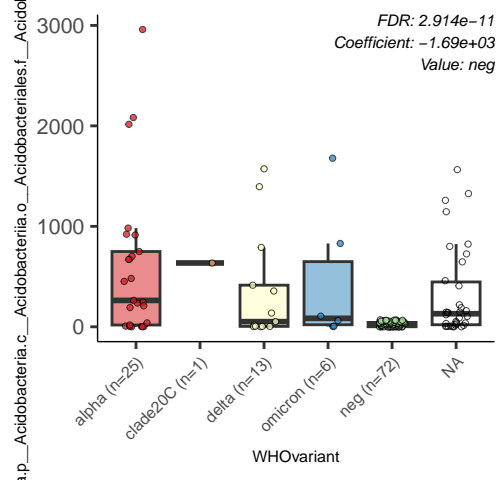 FDR: 2.914e−11
Coefficient: −1.69e+03
Value: neg
a.p__Acidobacteria.c__Acidobacteriia.o__Acidobacteriales.f__Acidol
3000
2000
1000
0
alpha (n=25)
clade20C (n=1)
delta (n=13)
omicron (n=6)
neg (n=72)
NA
WHOvariant